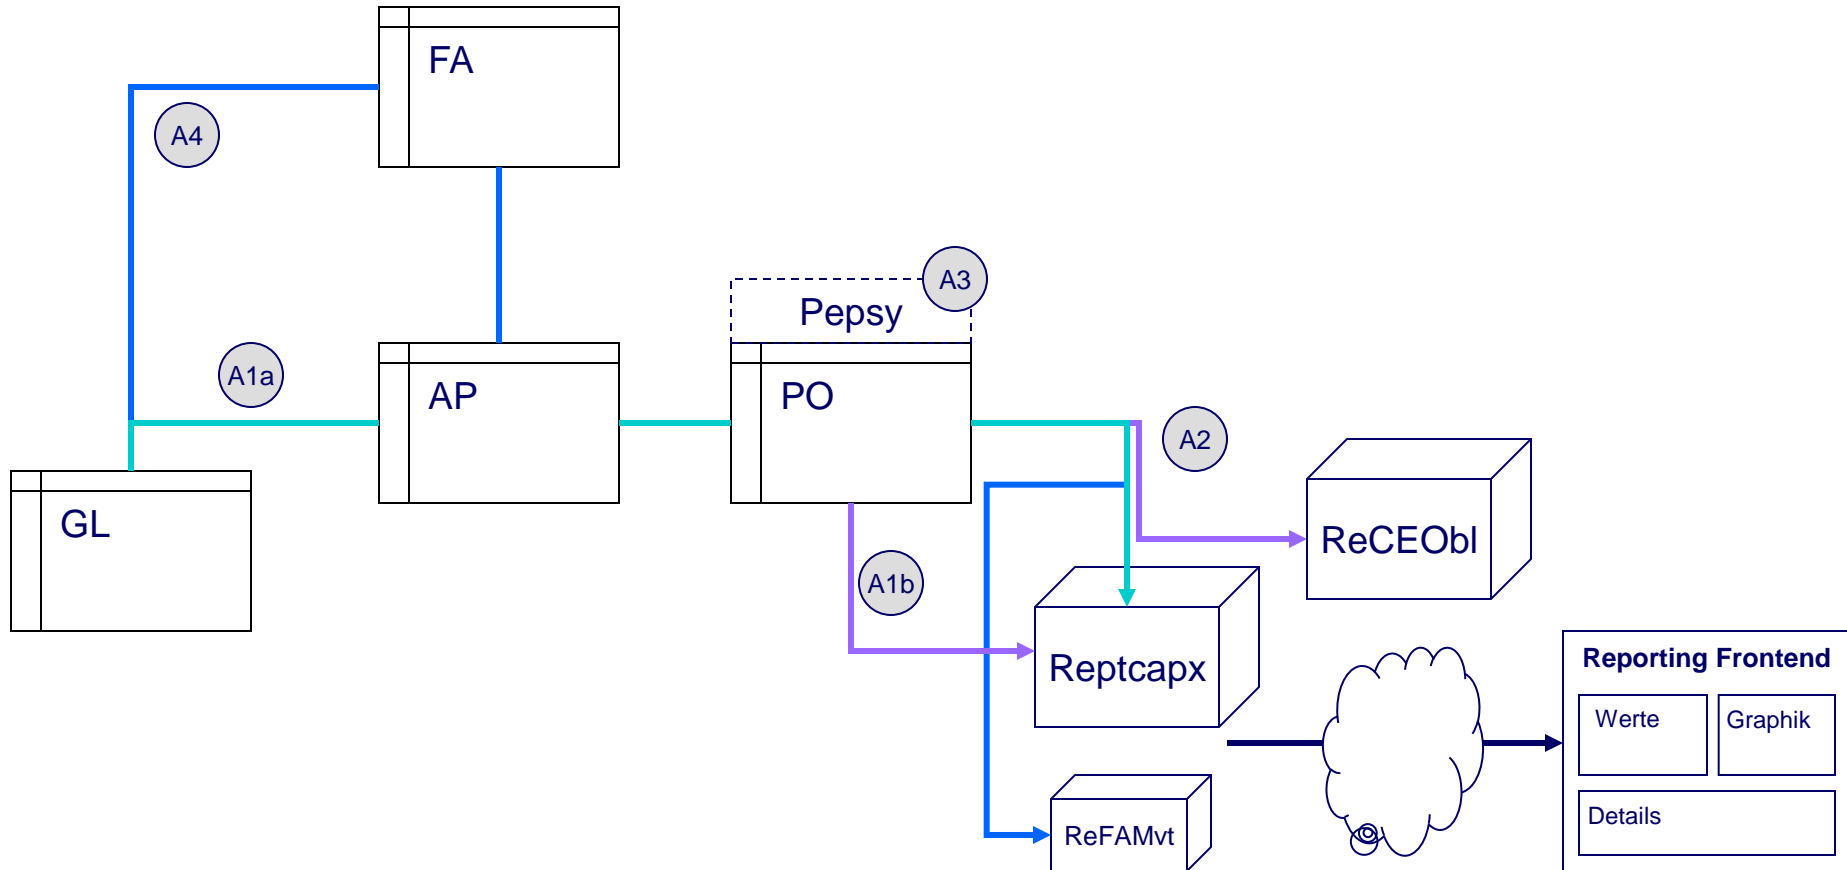 FA
A4
A3
Pepsy
A1a
AP
PO
A2
GL
ReCEObl
A1b
Reptcapx
Reporting Frontend
Werte
Graphik
Details
ReFAMvt